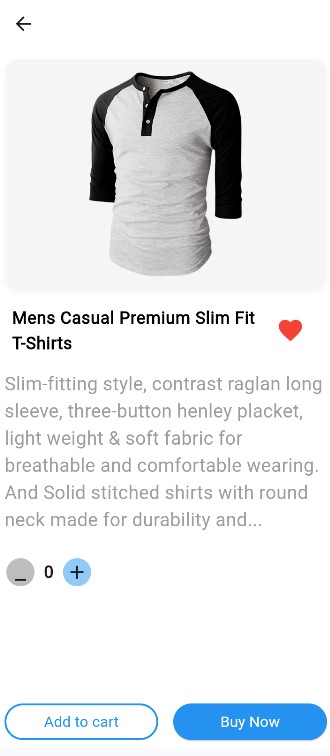 Mens Casual Premium Slim Fit
T-Shirts
Slim-fitting style, contrast raglan long
sleeve, three-button henley placket,
light weight & soft fabric for
breathable and comfortable wearing.
And Solid stitched shirts with round
neck made for durability and...
_ 0 +
Add to cart Buy Now